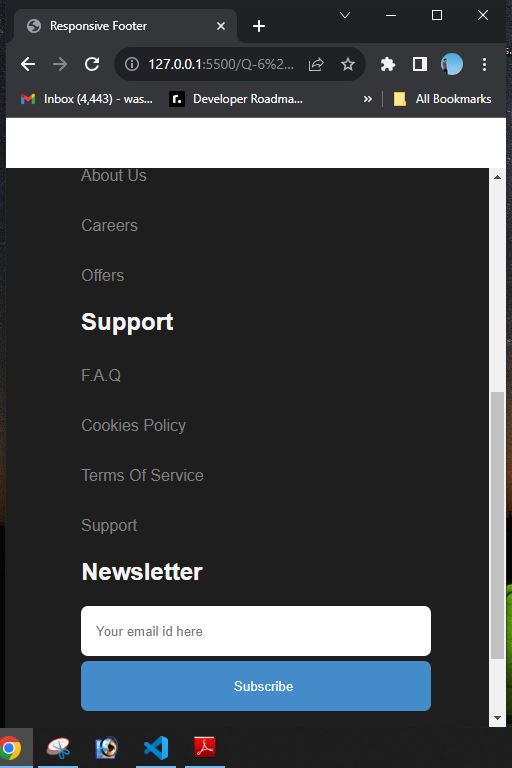 Responsive Footer
127.0.0.1:5500/Q-6%2...
Inbox (4,443) - was...
r.
Developer Roadma...
»
All Bookmarks
About Us
Careers
Offers
Support
F.A.Q
Cookies Policy
Terms Of Service
Support
Newsletter
Your email id here
Subscribe